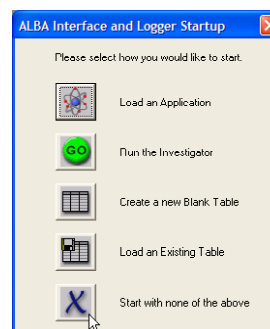 ALBA Interface and Logger Startup
Please select how you would like to start.
Load an Application
GO
Run the Investigator
Create a new Blank Table
Load an Existing Table
X
Start with none of the above